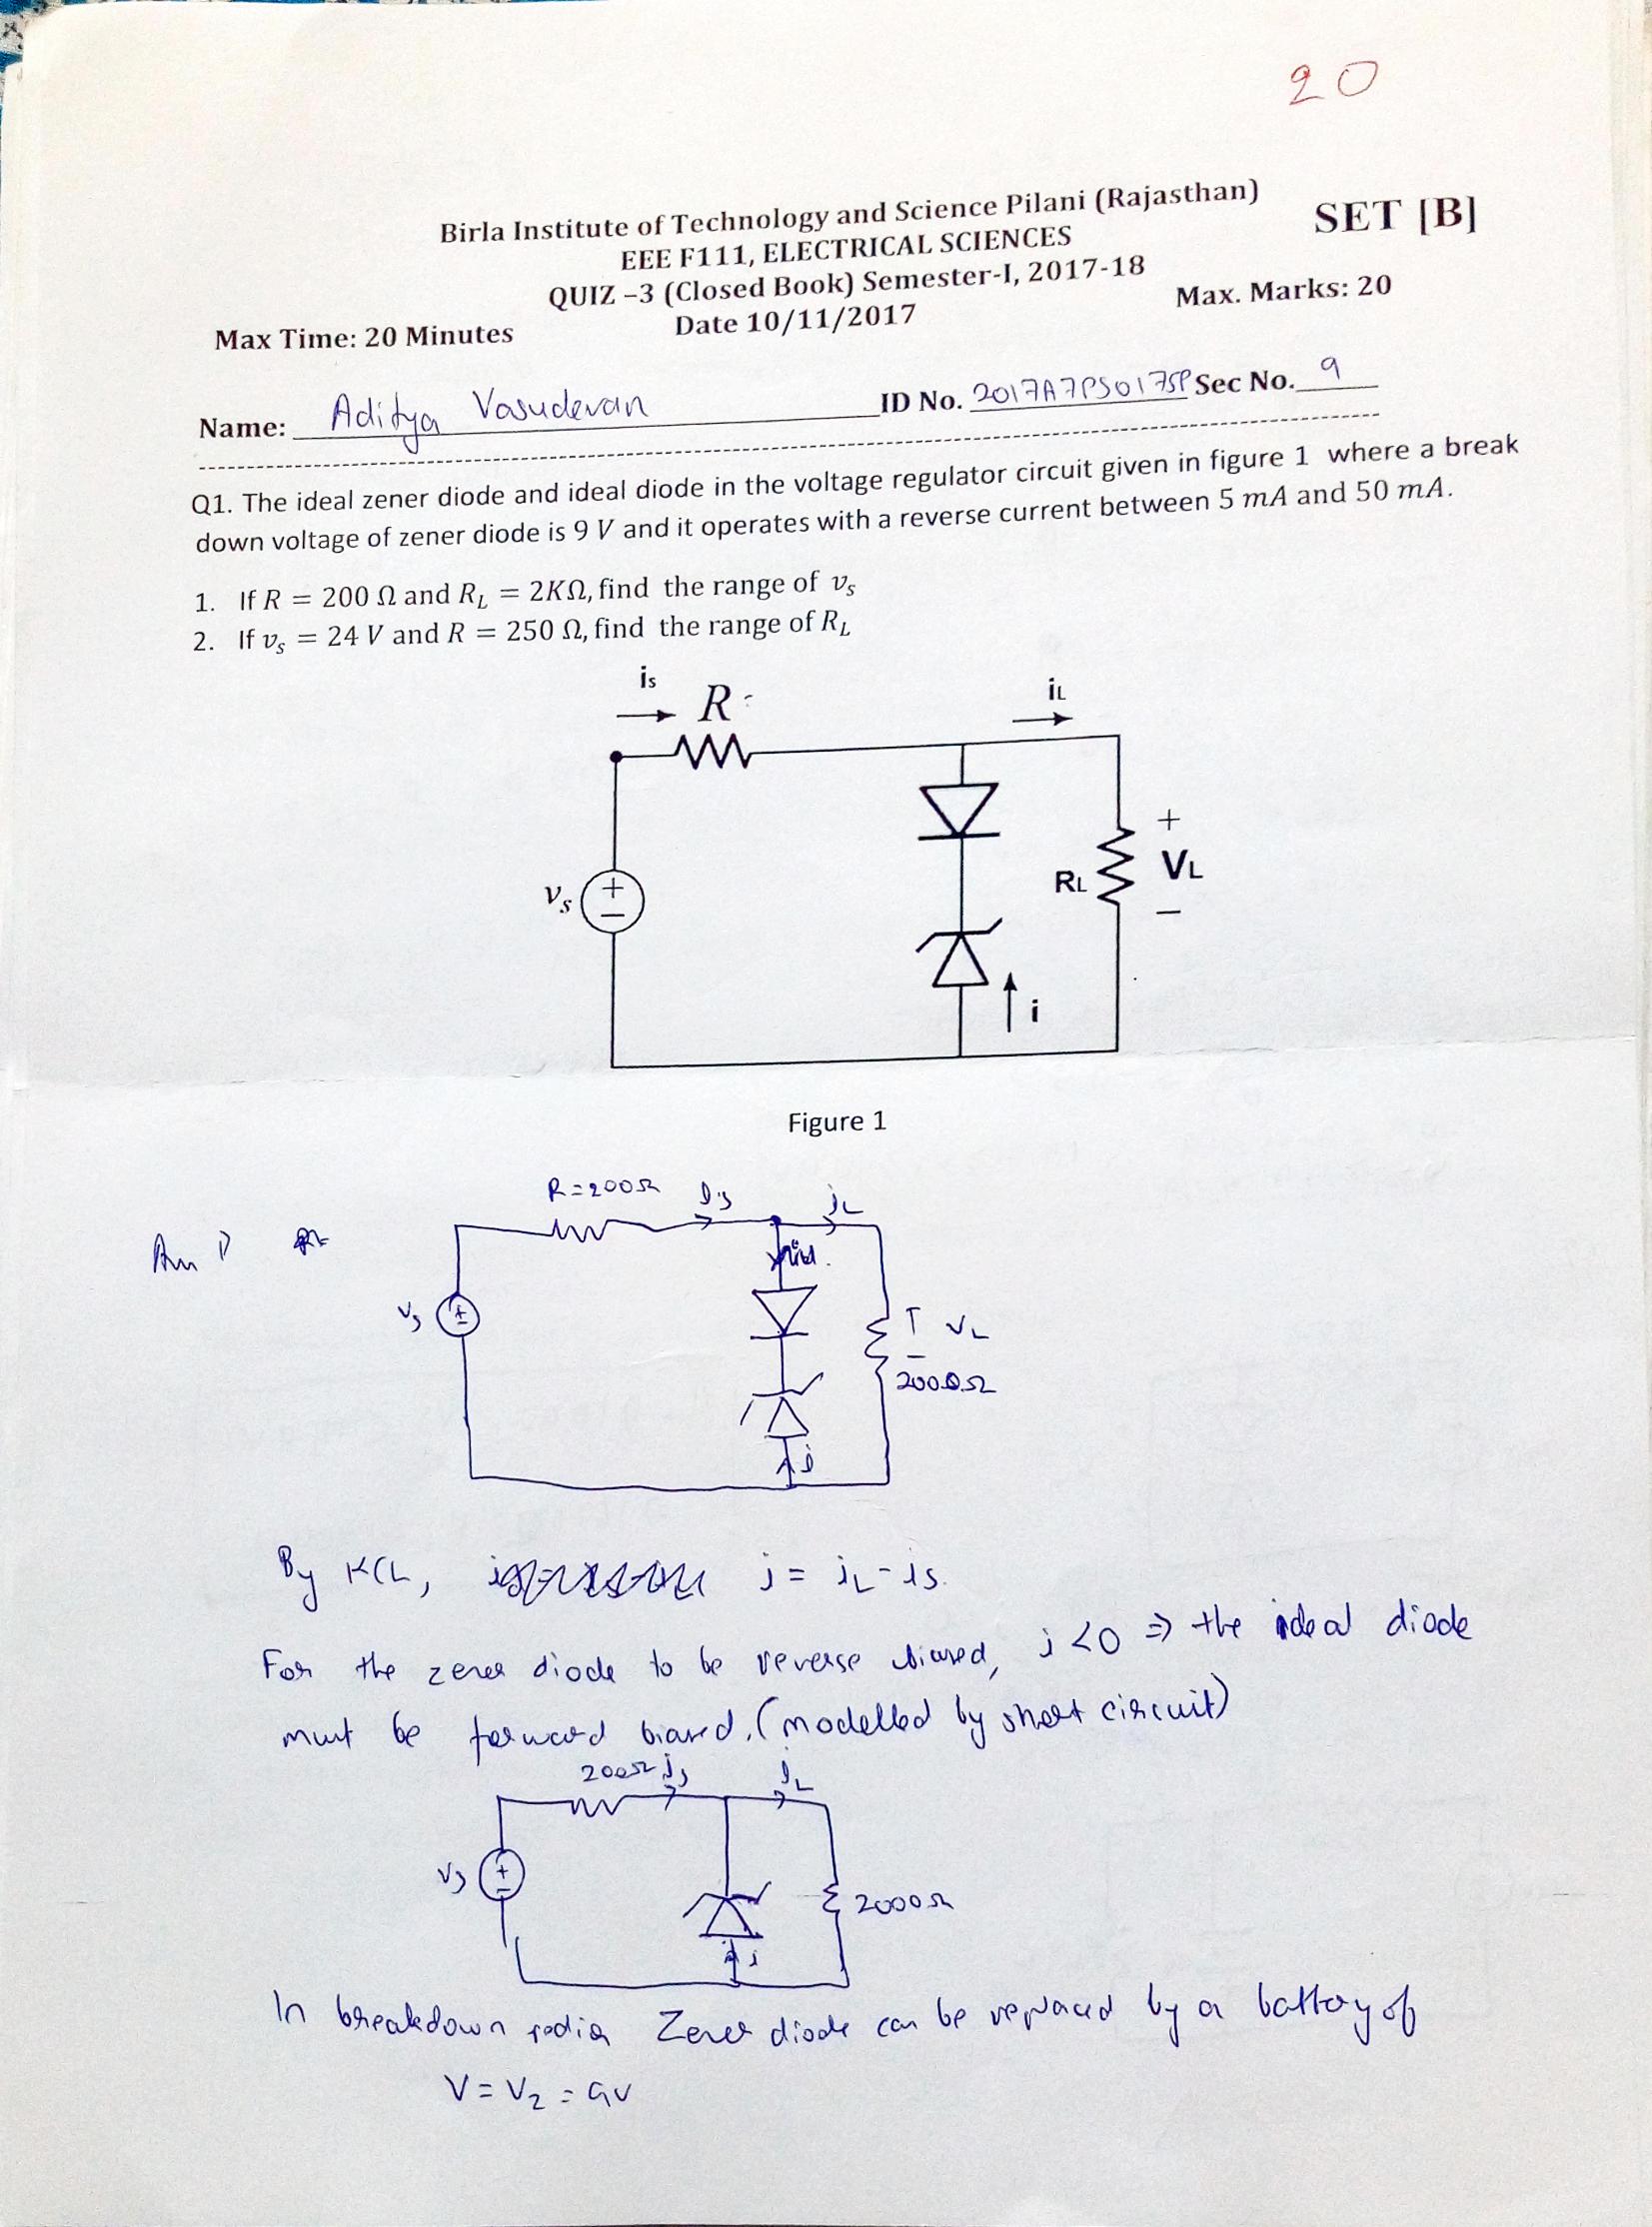 20
Birla Institute of Technology and Science Pilani (Rajasthan)
SET [B]
EEE F111, ELECTRICAL SCIENCES
QUIZ –3 (Closed Book) Semester-I, 2017-18
Max Time: 20 Minutes
Date 10/11/2017
Max. Marks: 20
Name: Aditya Vasudevan ID No. 2017A7PS0175P Sec No. 9
Q1. The ideal zener diode and ideal diode in the voltage regulator circuit given in figure 1 where a break
down voltage of zener diode is 9 V and it operates with a reverse current between 5 mA and 50 mA.
1. If R = 200 Ω and R_L = 2KΩ, find the range of v_s
2. If v_s = 24 V and R = 250 Ω, find the range of R_L
is
R
iL
+
Vs
+
−
RL
VL
−
i
Figure 1
Ans 1)
R=200Ω
is
iL
Vs
+
−
VL
2000Ω
i
By KCL, i = iL - is.
For the zener diode to be reverse biased, i <0 => the ideal diode
must be forward biased. (modelled by short circuit)
200Ω is
iL
Vs
+
−
2000Ω
i
In breakdown Zener diode can be replaced by a battery of
V = Vz = 9V